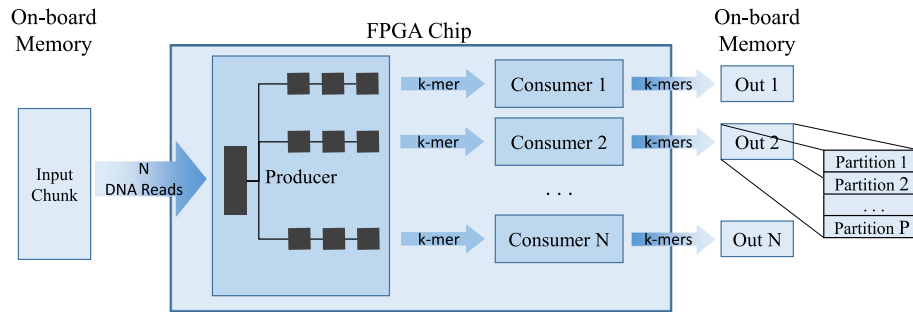 On-board
Memory
FPGA Chip
On-board
Memory
Input
Chunk
N
DNA Reads
Producer
k-mer
Consumer 1
k-mers
Out 1
k-mer
Consumer 2
k-mers
Out 2
. . .
k-mer
Consumer N
k-mers
Out N
Partition 1
Partition 2
. . .
Partition P